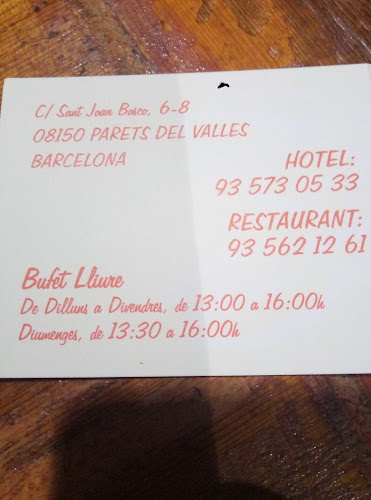 C/ Sant Joan Bosco, 6-8
08150 PARETS DEL VALLES
BARCELONA
HOTEL:
93 573 05 33
RESTAURANT:
93 562 12 61
Bufet Lliure
De Dilluns a Divendres, de 13:00 a 16:00h
Diumenges, de 13:30 a 16:00h